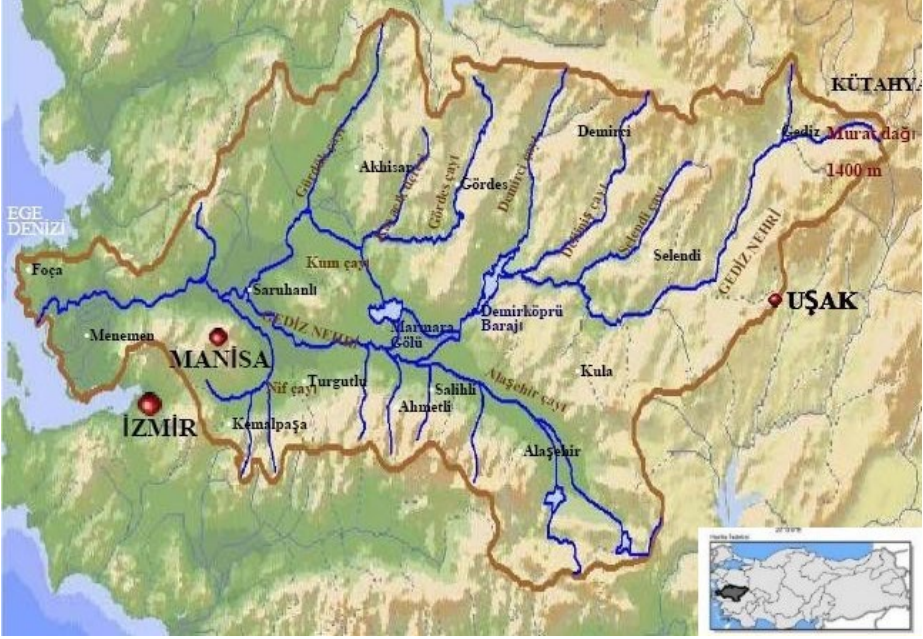 KÜTAHYA
Gediz
Murat dağı
1400 m
Demirci
Akhisar
Gördes
Gördes çayı
Demirci çayı
Selendi çayı
Selendi
GEDİZ NEHRİ
UŞAK
EGE
DENİZİ
Foça
Kum çayı
Saruhanlı
Menemen
MANİSA
GEDİZ NEHRİ
Marmara
Gölü
Demirköprü
Barajı
Kula
İZMİR
Nif çayı
Turgutlu
Salihli
Ahmetli
Alaşehir çayı
Kemalpaşa
Alaşehir